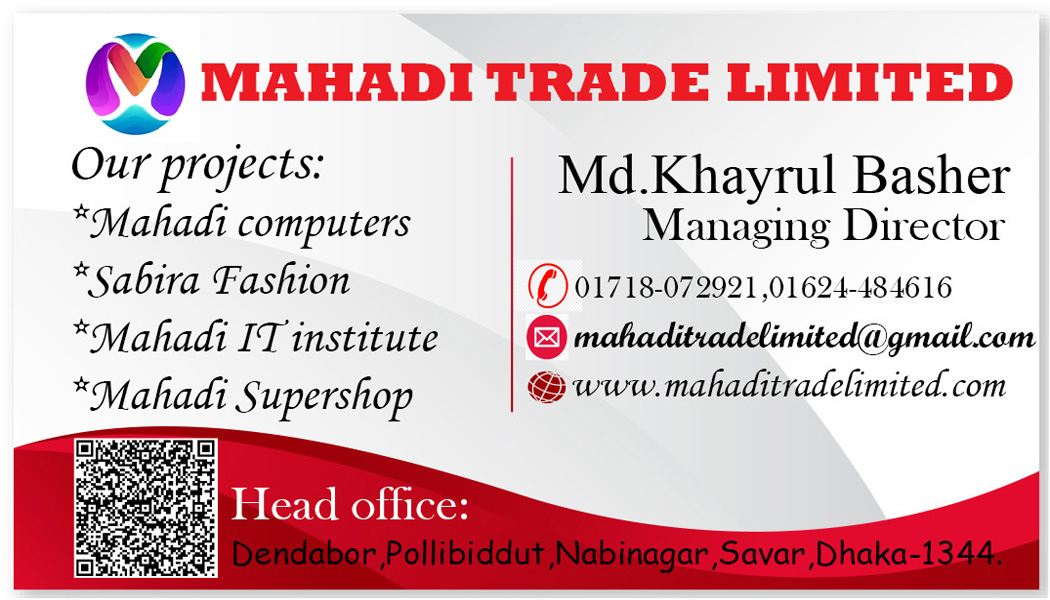 MAHADI TRADE LIMITED
Our projects:
*Mahadi computers
*Sabira Fashion
*Mahadi IT institute
*Mahadi Supershop
Md.Khayrul Basher
Managing Director
01718-072921,01624-484616
mahaditradelimited@gmail.com
www.mahaditradelimited.com
Head office:
Dendabor,Pollibiddut,Nabinagar,Savar,Dhaka-1344.